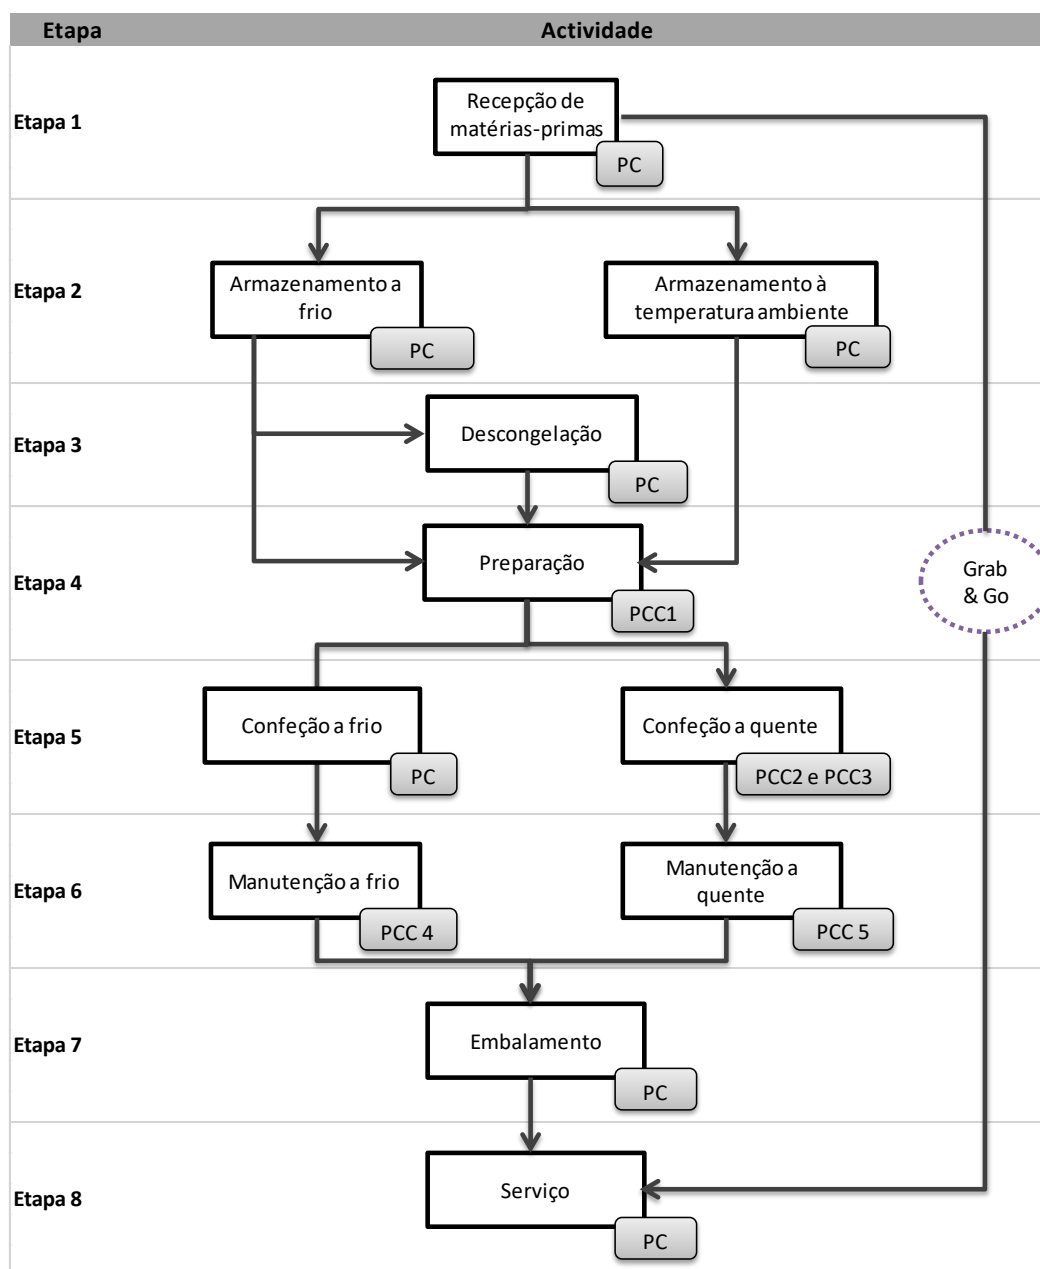 Etapa
Actividade
Etapa 1
Recepção de
matérias-primas
PC
Etapa 2
Armazenamento a
frio
PC
Armazenamento à
temperatura ambiente
PC
Etapa 3
Descongelação
PC
Etapa 4
Preparação
PCC1
Grab
& Go
Etapa 5
Confeção a frio
PC
Confeção a quente
PCC2 e PCC3
Etapa 6
Manutenção a frio
PCC 4
Manutenção a
quente
PCC 5
Etapa 7
Embalamento
PC
Etapa 8
Serviço
PC